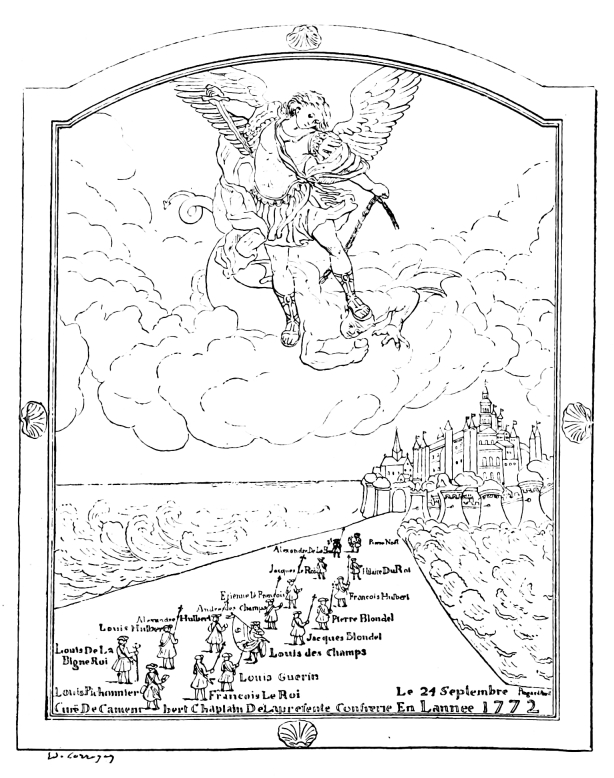 Alexandre De La
Pierre Noël
Jacques Le Roi
Hilaire Du Roi
Etienne le
François Hulbert
Andre des Champs
Alexandre Hulbert
Pierre Blondel
Louis Hulbert
Jacques Blondel
Louis De La
Bigne Roi
Louis des Champs
Louis Guerin
Louis Pichonnier
François Le Roi
Le 21 Septembre
Curé De Camembert Chaplain De La presente Confrerie En Lannee 1772